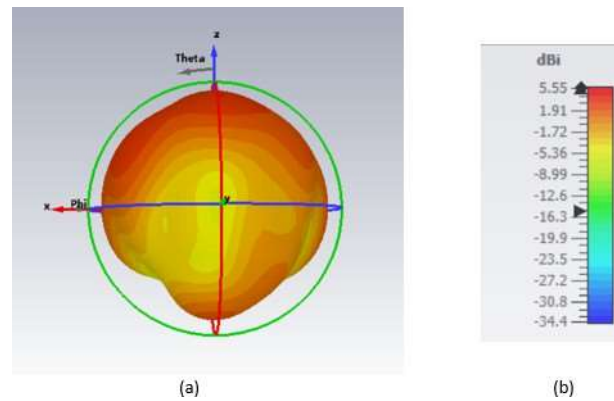 z
Theta
y
x
Phi
(a)
dBi
5.55
1.91
-1.72
-5.36
-8.99
-12.6
-16.3
-19.9
-23.5
-27.2
-30.8
-34.4
(b)